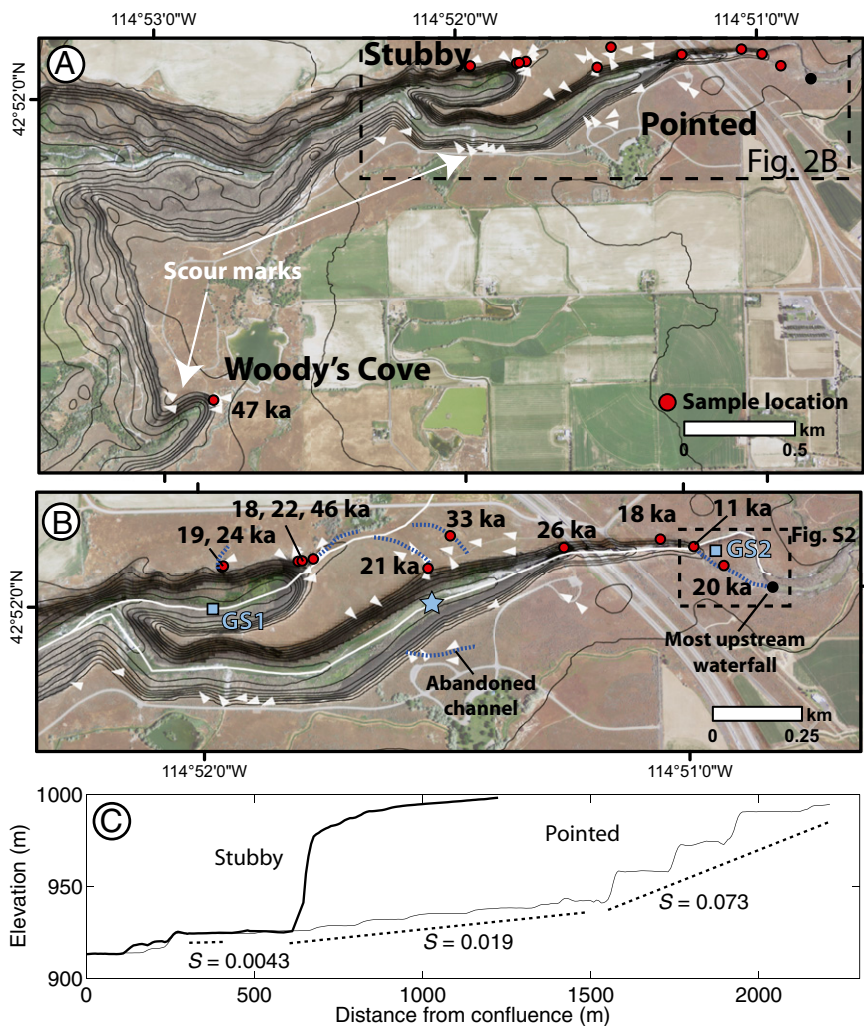 114°53'0"W
114°52'0"W
114°51'0"W
A
Stubby
42°52'0"N
Pointed
Fig. 2B
Scour marks
Woody's Cove
47 ka
Sample location
km
0
0.5
B
18, 22, 46 ka
19, 24 ka
33 ka
26 ka
18 ka
11 ka
Fig. S2
21 ka
GS2
42°52'0"N
GS1
20 ka
Most upstream
waterfall
Abandoned
channel
km
0
0.25
114°52'0"W
114°51'0"W
1000
C
Stubby
Pointed
950
Elevation (m)
S = 0.073
S = 0.019
S = 0.0043
900
0
500
1000
1500
2000
Distance from confluence (m)